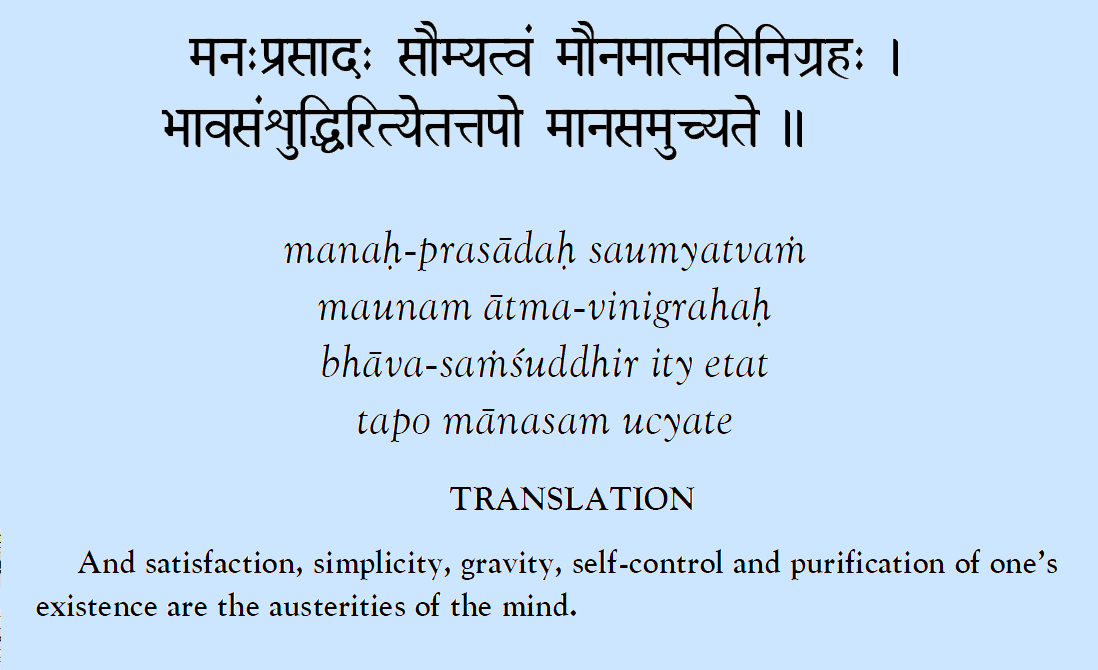 मनःप्रसादः सौम्यत्वं मौनमात्मविनिग्रहः ।
भावसंशुद्धिरित्येतत्तपो मानसमुच्यते ॥
manaḥ-prasādaḥ saumyatvaṁ
maunam ātma-vinigrahaḥ
bhāva-saṁśuddhir ity etat
tapo mānasam ucyate
TRANSLATION
And satisfaction, simplicity, gravity, self-control and purification of one’s
existence are the austerities of the mind.